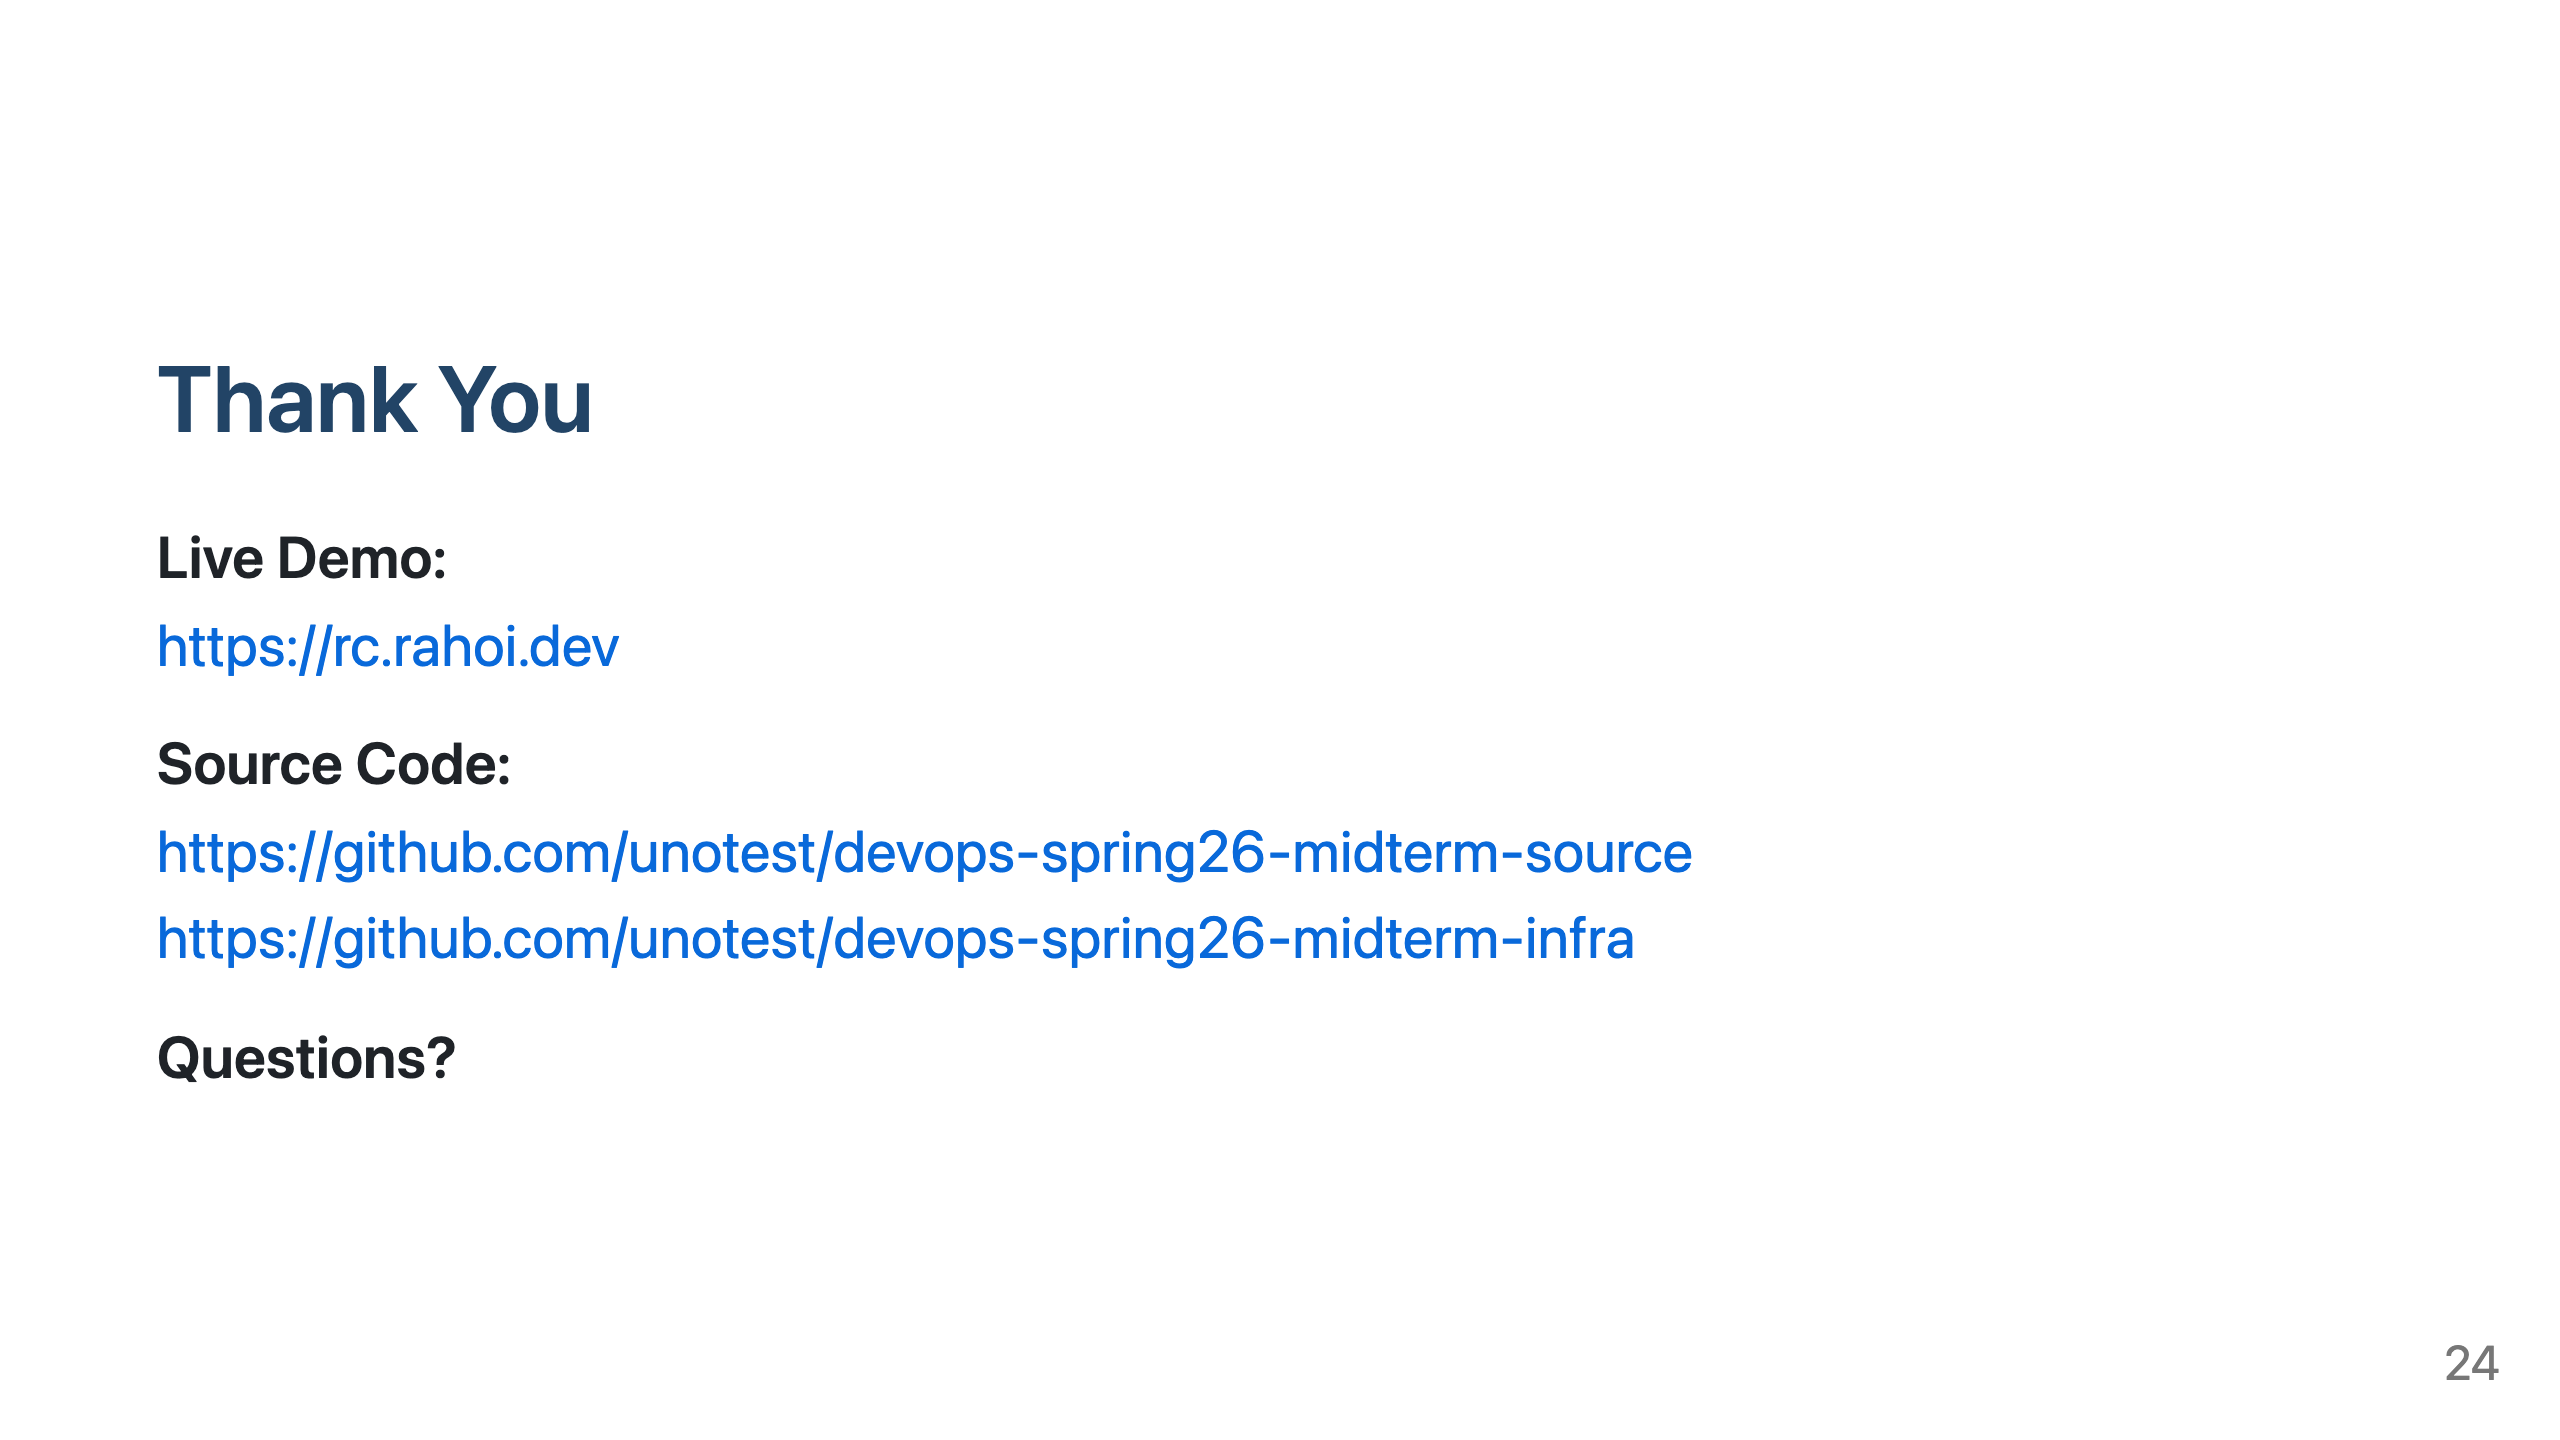 Thank You
Live Demo:
https://rc.rahoi.dev
Source Code:
https://github.com/unotest/devops-spring26-midterm-source
https://github.com/unotest/devops-spring26-midterm-infra
Questions?
24